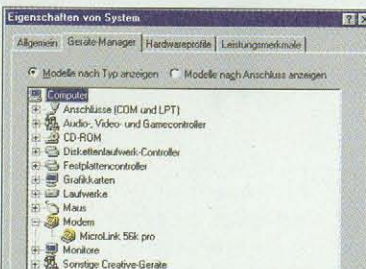 Eigenschaften von System
Allgemein Geräte-Manager Hardwareprofile Leistungsmerkmale
Modelle nach Typ anzeigen Modelle nach Anschluss anzeigen
Computer
Anschlüsse (COM und LPT)
Audio-, Video- und Gamecontroller
CD-ROM
Diskettenlaufwerk-Controller
Festplattencontroller
Grafikkarten
Laufwerke
Maus
Modem
MicroLink 56k pro
Monitore
Sonstige Creative-Geräte